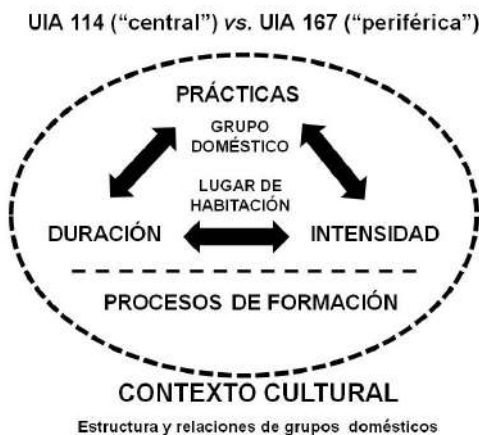 UIA 114 (“central”) vs. UIA 167 (“periférica”)
PRÁCTICAS
GRUPO
DOMÉSTICO
LUGAR DE
HABITACIÓN
DURACIÓN
INTENSIDAD
PROCESOS DE FORMACIÓN
CONTEXTO CULTURAL
Estructura y relaciones de grupos domésticos